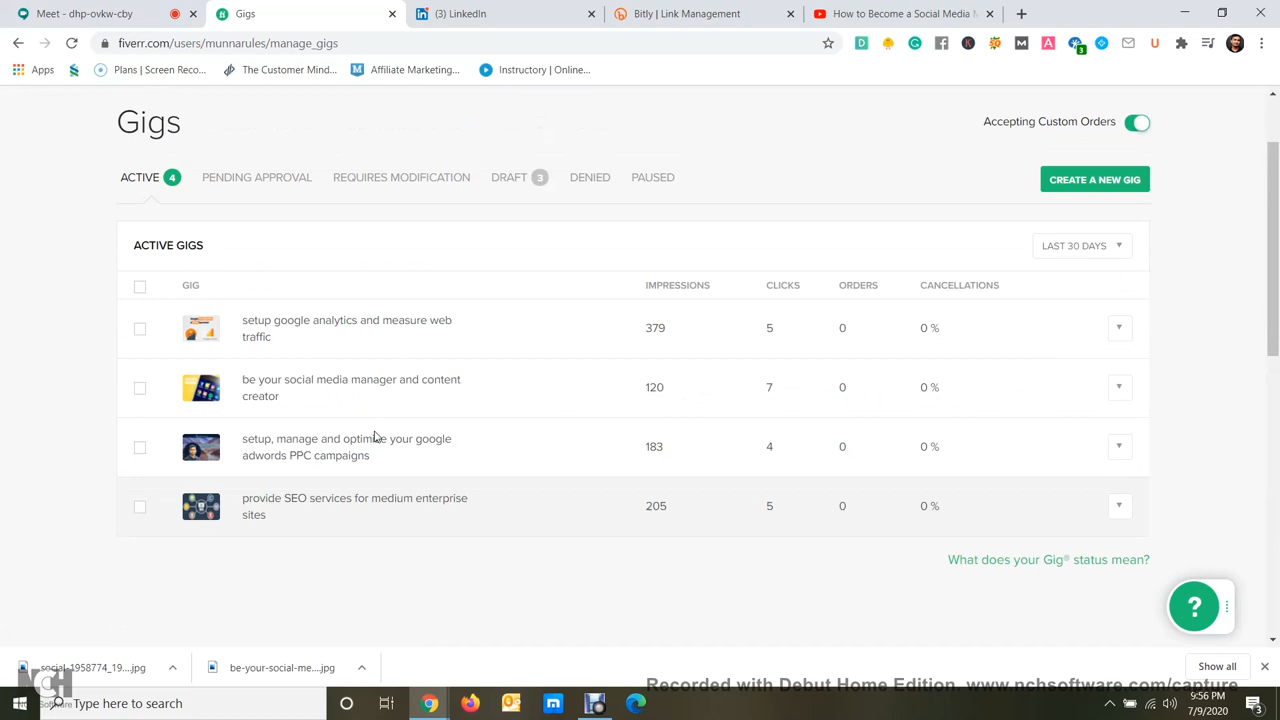 Meet - dhp-ovkw-cby
Gigs
(3) LinkedIn
Bitly | Link Management
How to Become a Social Media M
fiverr.com/users/munnarules/manage_gigs
Apps
Plans | Screen Reco...
The Customer Mind...
Affiliate Marketing...
Instructory | Online...
Gigs
Accepting Custom Orders
ACTIVE 4
PENDING APPROVAL
REQUIRES MODIFICATION
DRAFT 3
DENIED
PAUSED
CREATE A NEW GIG
ACTIVE GIGS
LAST 30 DAYS
GIG IMPRESSIONS CLICKS ORDERS CANCELLATIONS
setup google analytics and measure web
traffic
379 5 0 0 %
be your social media manager and content
creator
120 7 0 0 %
setup, manage and optimize your google
adwords PPC campaigns
183 4 0 0 %
provide SEO services for medium enterprise
sites
205 5 0 0 %
What does your Gig® status mean?
?
social-1958774_19....jpg
be-your-social-me....jpg
Show all
NCH
Software
Recorded with Debut Home Edition. www.nchsoftware.com/capture
Type here to search
9:56 PM
7/9/2020
3